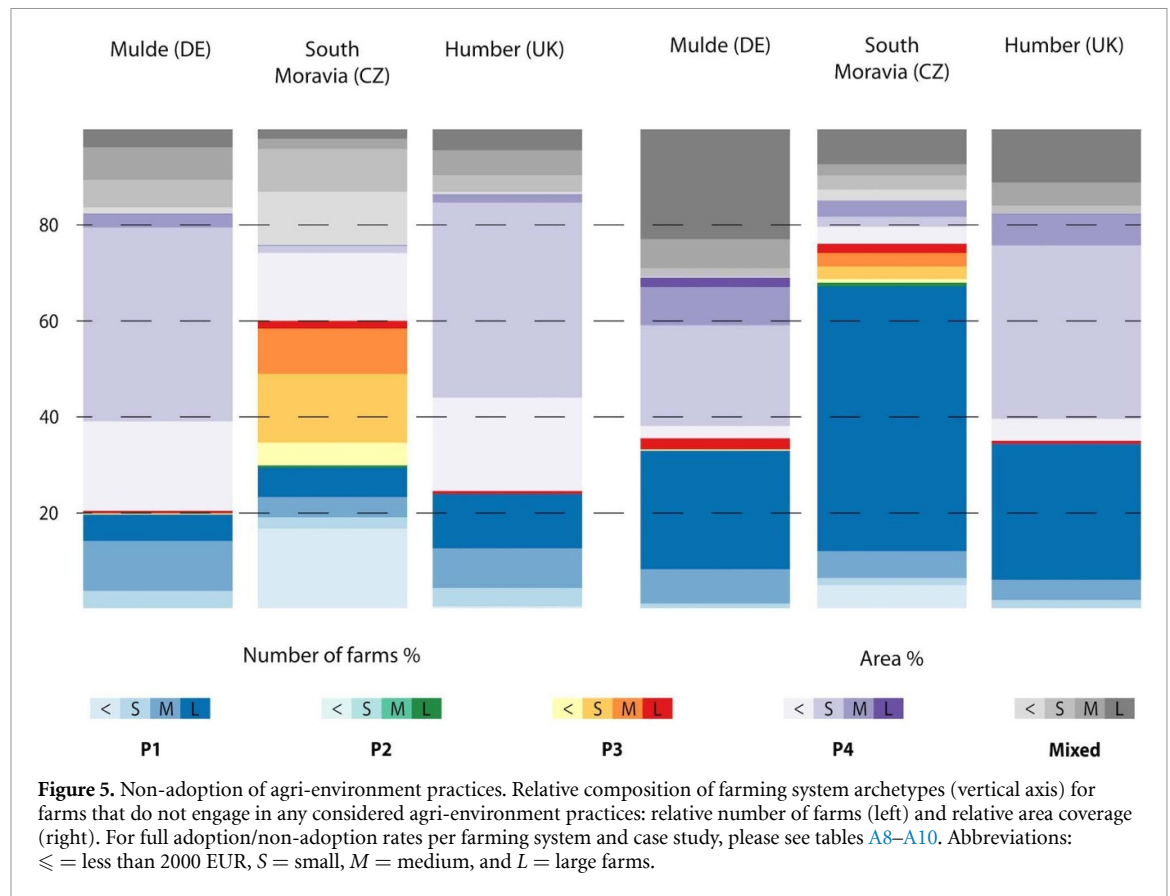 Mulde (DE)
South
Moravia (CZ)
Humber (UK)
Mulde (DE)
South
Moravia (CZ)
Humber (UK)
80
60
40
20
Number of farms %
Area %
< S M L
< S M L
< S M L
< S M L
< S M L
P1
P2
P3
P4
Mixed
Figure 5. Non-adoption of agri-environment practices. Relative composition of farming system archetypes (vertical axis) for
farms that do not engage in any considered agri-environment practices: relative number of farms (left) and relative area coverage
(right). For full adoption/non-adoption rates per farming system and case study, please see tables A8–A10. Abbreviations:
⩽ = less than 2000 EUR, S = small, M = medium, and L = large farms.